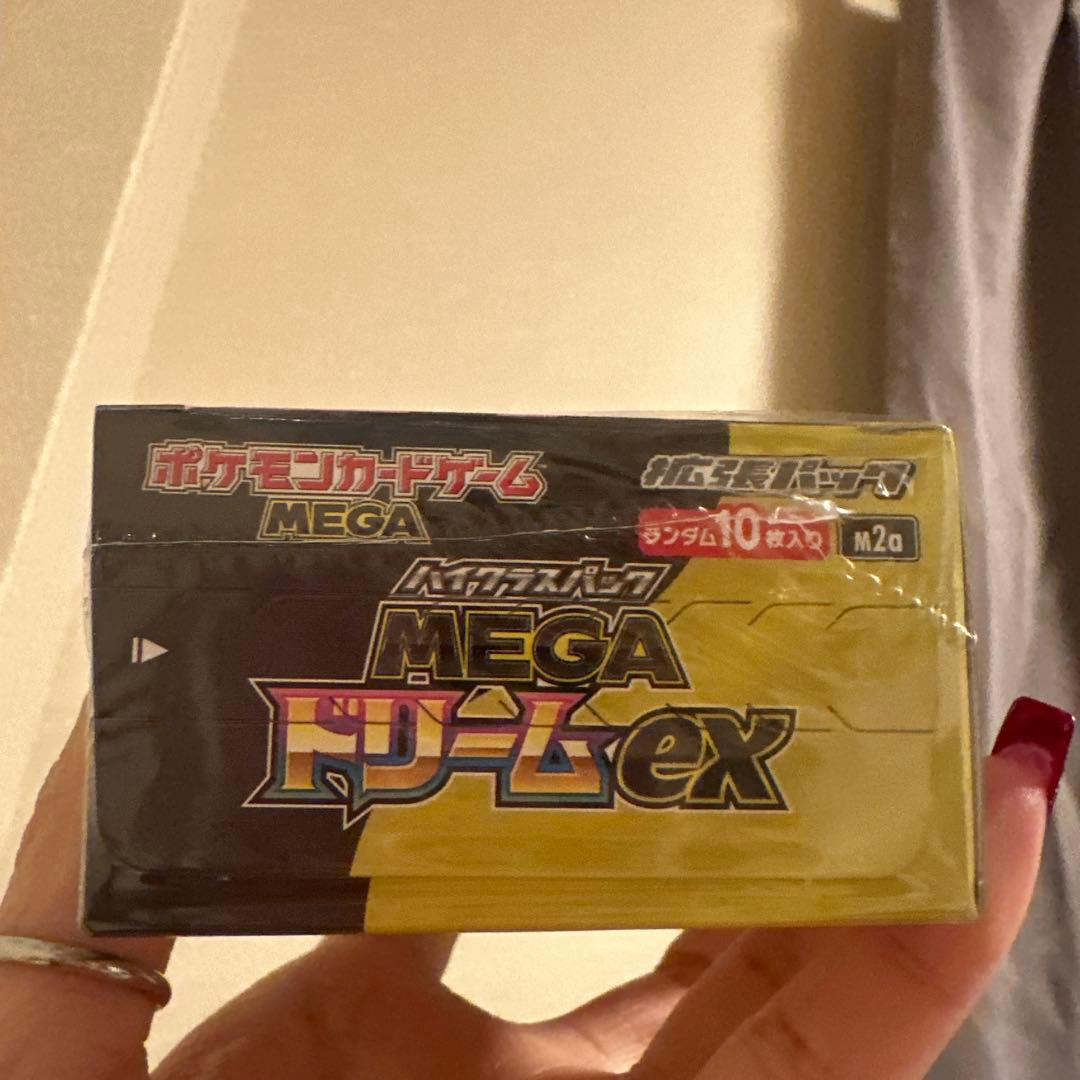 ポケモンカードゲーム
MEGA
拡張パック
ランダム10枚入り
M2a
ハイクラスパック
MEGA
ドリームex